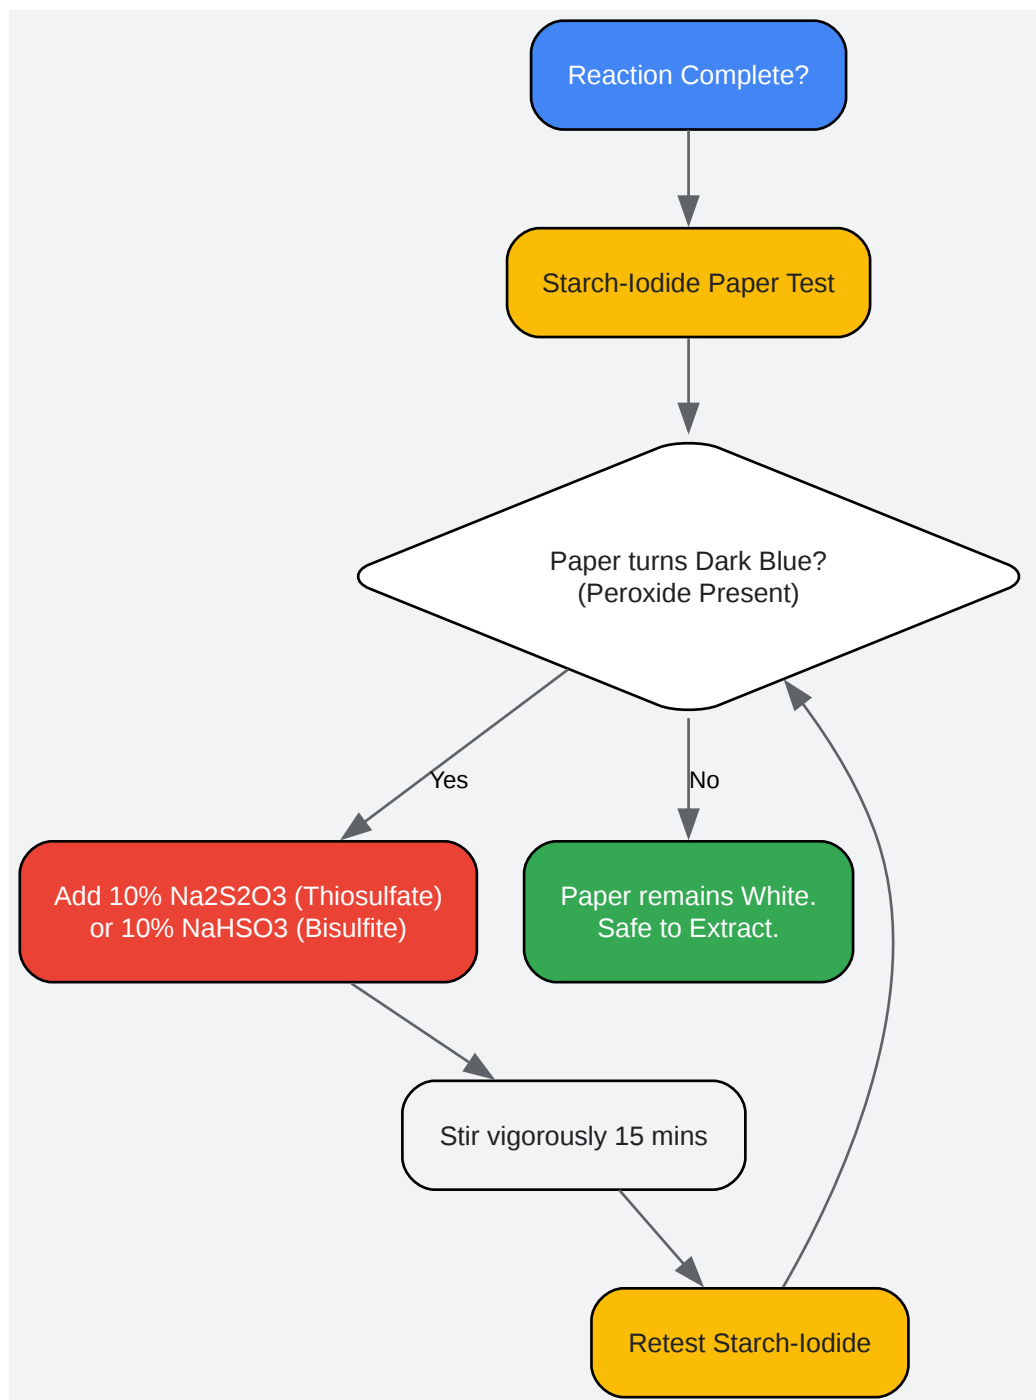 Reaction Complete?
Starch-Iodide Paper Test
Paper turns Dark Blue?
(Peroxide Present)
Yes
No
Add 10% Na2S2O3 (Thiosulfate)
or 10% NaHSO3 (Bisulfite)
Paper remains White.
Safe to Extract.
Stir vigorously 15 mins
Retest Starch-Iodide